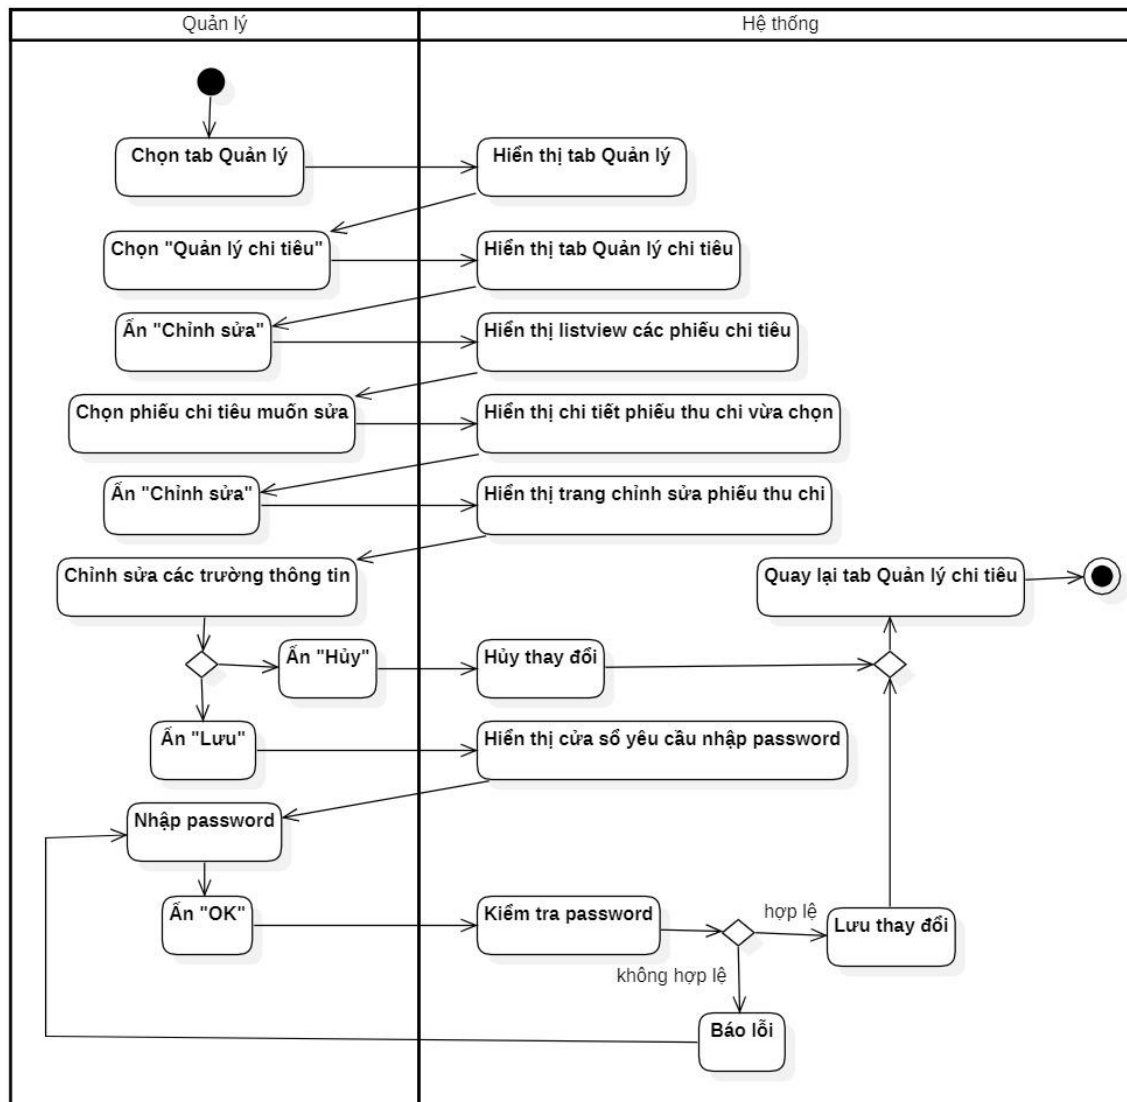 Quản lý
Hệ thống
Chọn tab Quản lý
Hiển thị tab Quản lý
Chọn "Quản lý chi tiêu"
Hiển thị tab Quản lý chi tiêu
Ấn "Chỉnh sửa"
Hiển thị listview các phiếu chi tiêu
Chọn phiếu chi tiêu muốn sửa
Hiển thị chi tiết phiếu thu chi vừa chọn
Ấn "Chỉnh sửa"
Hiển thị trang chỉnh sửa phiếu thu chi
Chỉnh sửa các trường thông tin
Quay lại tab Quản lý chi tiêu
Ấn "Hủy"
Hủy thay đổi
Ấn "Lưu"
Hiển thị cửa sổ yêu cầu nhập password
Nhập password
Ấn "OK"
Kiểm tra password
hợp lệ
Lưu thay đổi
không hợp lệ
Báo lỗi